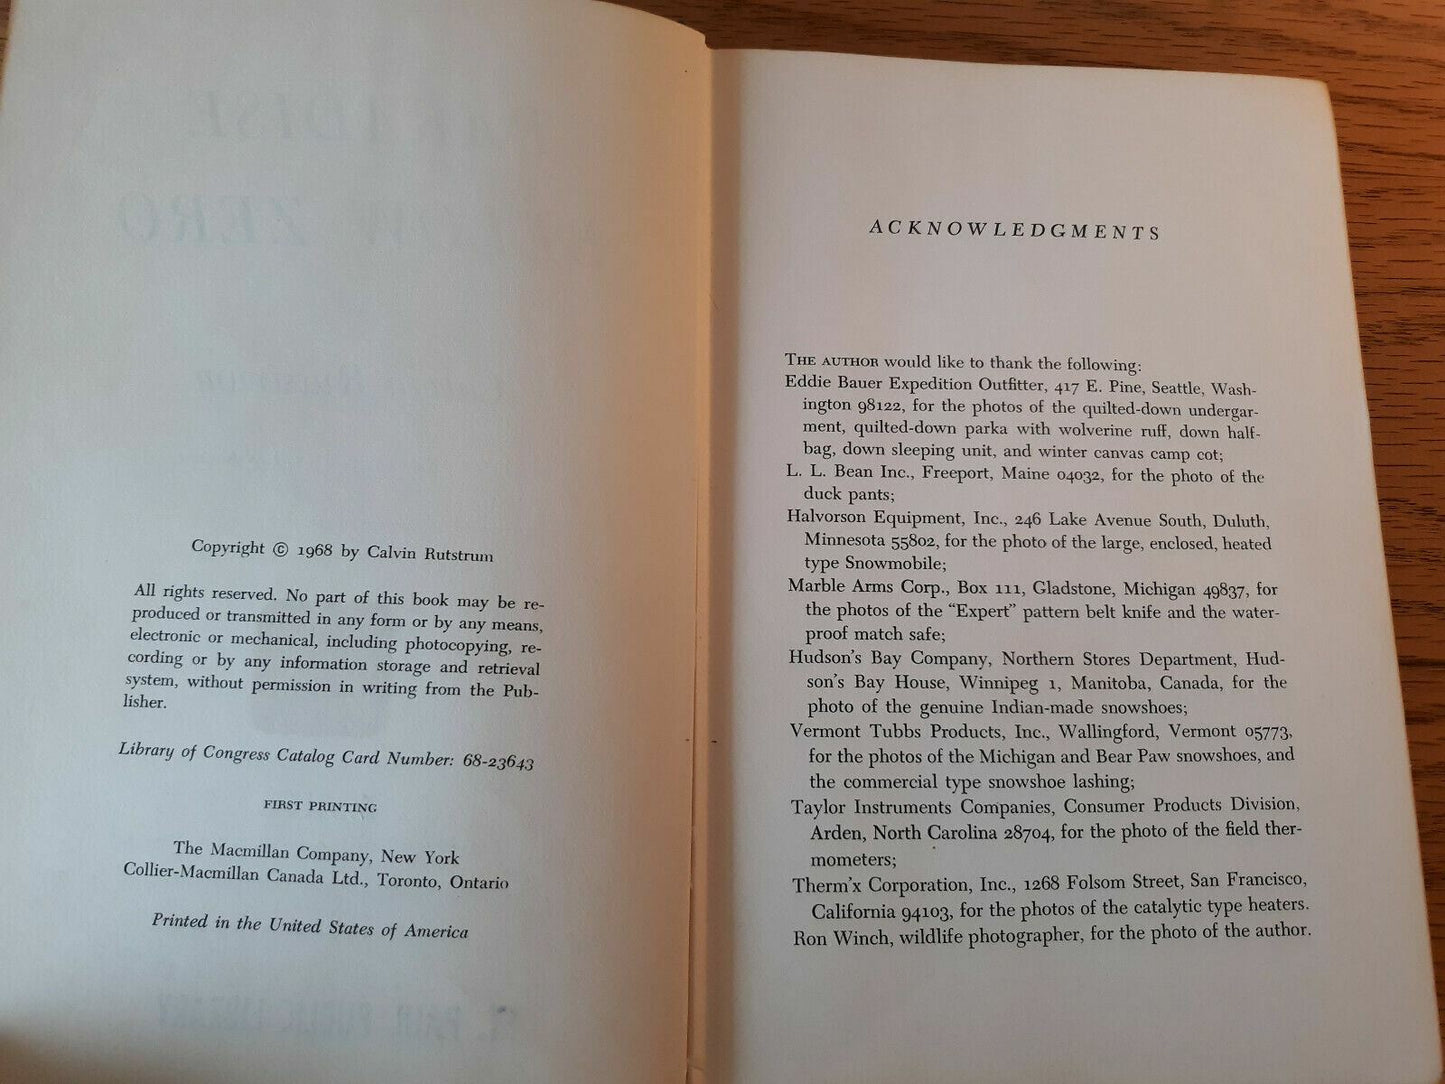 Copyright © 1968 by Calvin Rutstrum
All rights reserved. No part of this book may be re-
produced or transmitted in any form or by any means,
electronic or mechanical, including photocopying, re-
cording or by any information storage and retrieval
system, without permission in writing from the Pub-
lisher.
Library of Congress Catalog Card Number: 68-23643
FIRST PRINTING
The Macmillan Company, New York
Collier-Macmillan Canada Ltd., Toronto, Ontario
Printed in the United States of America
ACKNOWLEDGMENTS
THE AUTHOR would like to thank the following:
Eddie Bauer Expedition Outfitter, 417 E. Pine, Seattle, Wash-
ington 98122, for the photos of the quilted-down undergar-
ment, quilted-down parka with wolverine ruff, down half-
bag, down sleeping unit, and winter canvas camp cot;
L. L. Bean Inc., Freeport, Maine 04032, for the photo of the
duck pants;
Halvorson Equipment, Inc., 246 Lake Avenue South, Duluth,
Minnesota 55802, for the photo of the large, enclosed, heated
type Snowmobile;
Marble Arms Corp., Box 111, Gladstone, Michigan 49837, for
the photos of the "Expert" pattern belt knife and the water-
proof match safe;
Hudson's Bay Company, Northern Stores Department, Hud-
son's Bay House, Winnipeg 1, Manitoba, Canada, for the
photo of the genuine Indian-made snowshoes;
Vermont Tubbs Products, Inc., Wallingford, Vermont 05773,
for the photos of the Michigan and Bear Paw snowshoes, and
the commercial type snowshoe lashing;
Taylor Instruments Companies, Consumer Products Division,
Arden, North Carolina 28704, for the photo of the field ther-
mometers;
Therm'x Corporation, Inc., 1268 Folsom Street, San Francisco,
California 94103, for the photos of the catalytic type heaters.
Ron Winch, wildlife photographer, for the photo of the author.